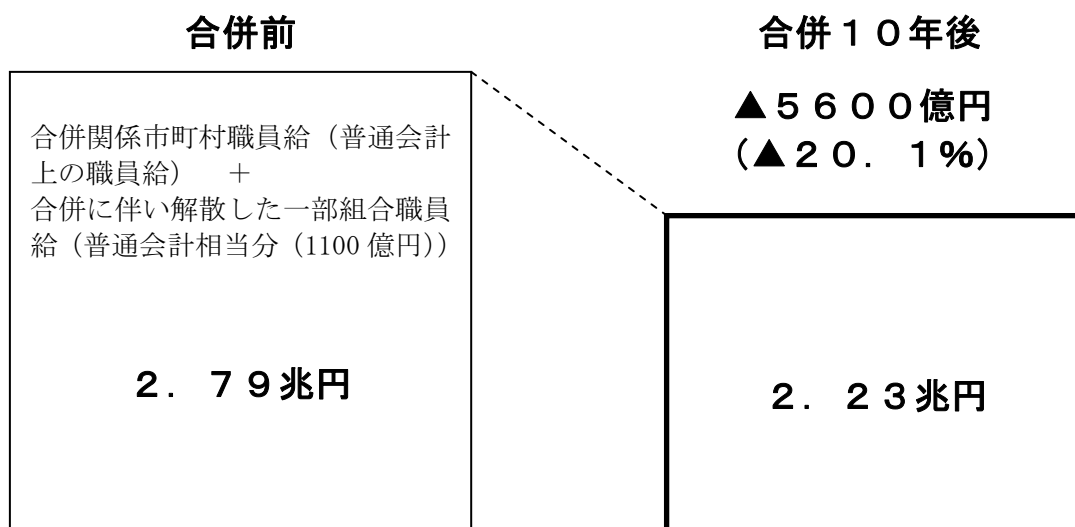 合併前
合併関係市町村職員給（普通会計
上の職員給）　＋
合併に伴い解散した一部組合職員
給（普通会計相当分（1100 億円））
２．７９兆円
合併１０年後
▲５６００億円
（▲２０．１％）
２．２３兆円